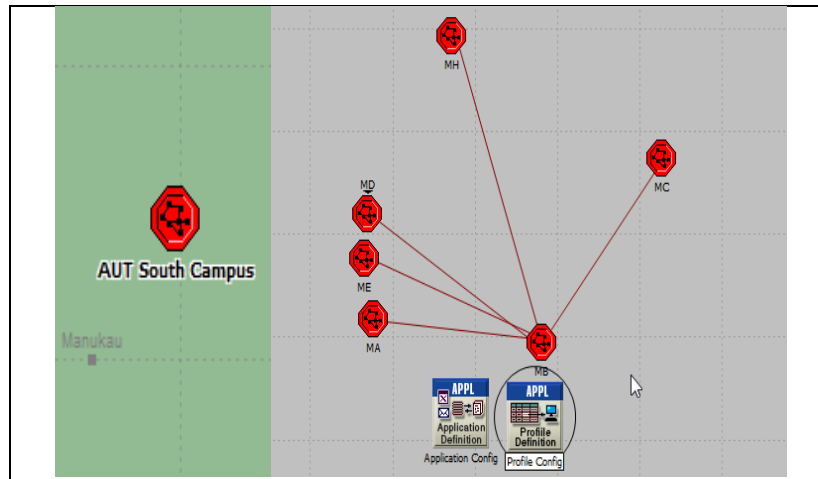 AUT South Campus
Manukau
MH
MC
MD
ME
MA
MB
APPL
Application
Definition
Application Config
APPL
Profile
Definition
Profile Config